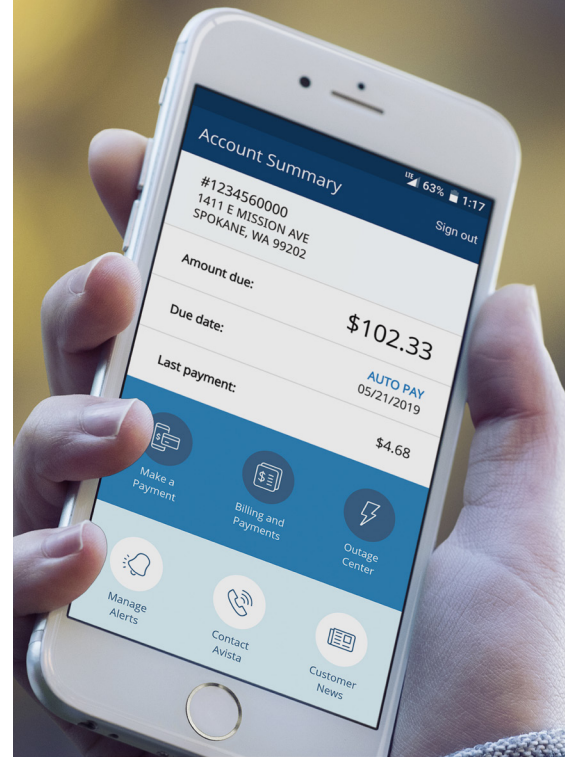 LTE 63% 1:17
Account Summary
Sign out
#1234560000
1411 E MISSION AVE
SPOKANE, WA 99202
Amount due:
$102.33
Due date:
AUTO PAY
05/21/2019
Last payment:
$4.68
Make a
Payment
Billing and
Payments
Outage
Center
Manage
Alerts
Contact
Avista
Customer
News